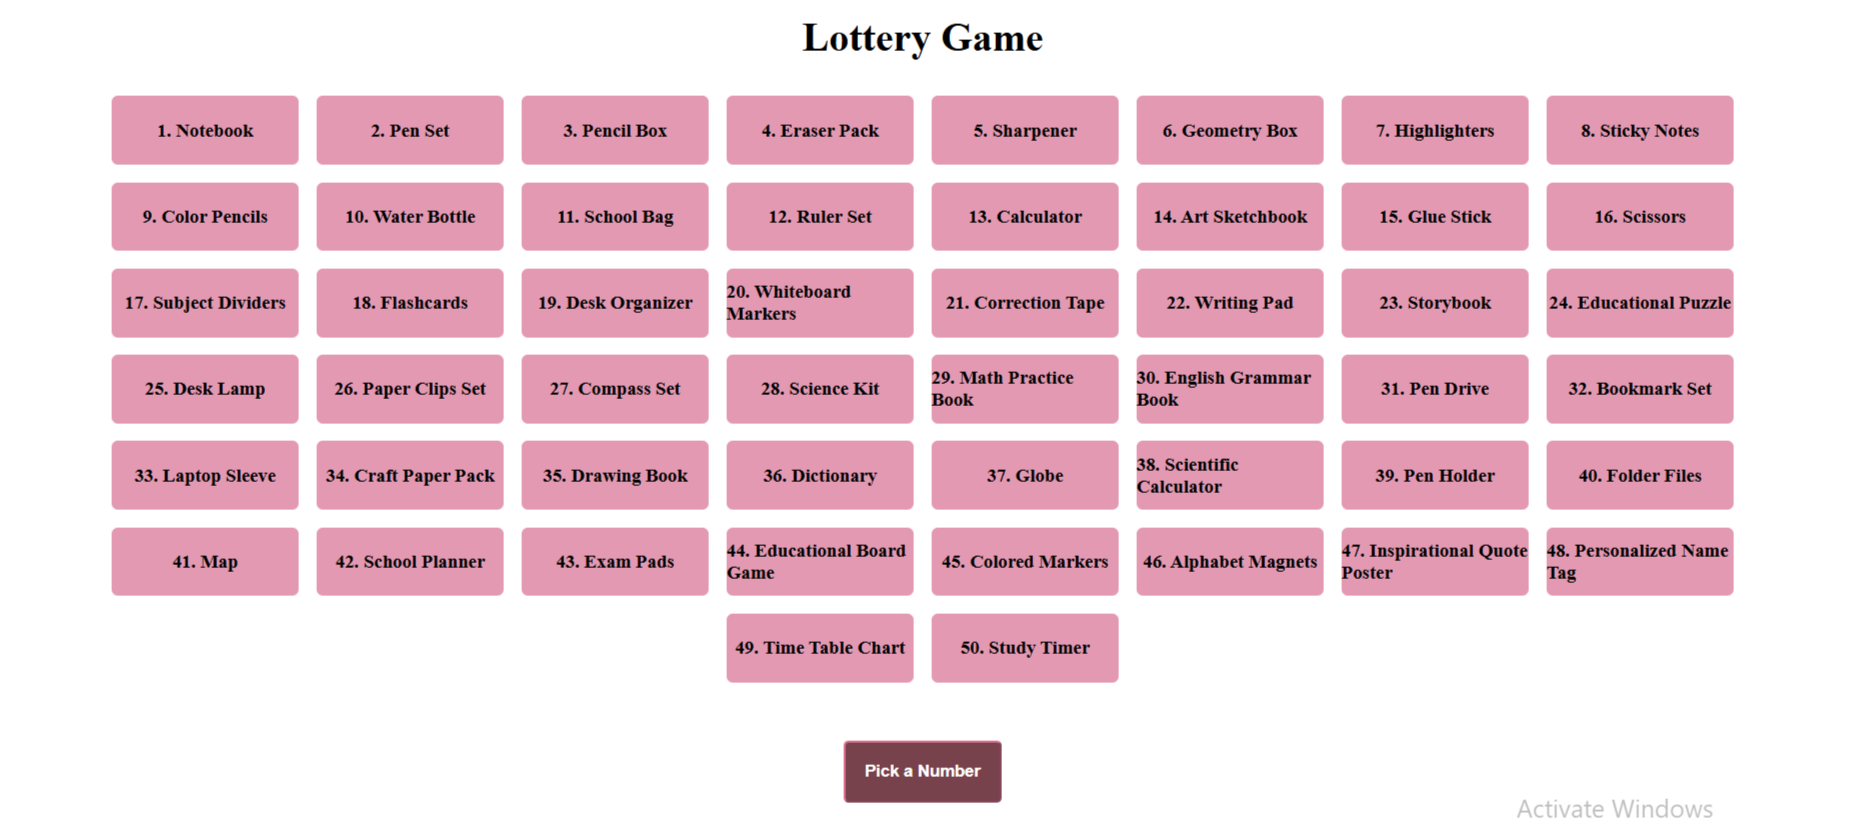 Lottery Game
1. Notebook
2. Pen Set
3. Pencil Box
4. Eraser Pack
5. Sharpener
6. Geometry Box
7. Highlighters
8. Sticky Notes
9. Color Pencils
10. Water Bottle
11. School Bag
12. Ruler Set
13. Calculator
14. Art Sketchbook
15. Glue Stick
16. Scissors
17. Subject Dividers
18. Flashcards
19. Desk Organizer
20. Whiteboard
Markers
21. Correction Tape
22. Writing Pad
23. Storybook
24. Educational Puzzle
25. Desk Lamp
26. Paper Clips Set
27. Compass Set
28. Science Kit
29. Math Practice
Book
30. English Grammar
Book
31. Pen Drive
32. Bookmark Set
33. Laptop Sleeve
34. Craft Paper Pack
35. Drawing Book
36. Dictionary
37. Globe
38. Scientific
Calculator
39. Pen Holder
40. Folder Files
41. Map
42. School Planner
43. Exam Pads
44. Educational Board
Game
45. Colored Markers
46. Alphabet Magnets
47. Inspirational Quote
Poster
48. Personalized Name
Tag
49. Time Table Chart
50. Study Timer
Pick a Number
Activate Windows